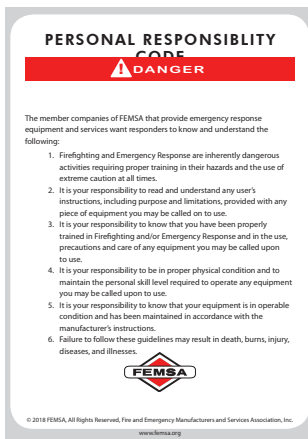 PERSONAL RESPONSIBLITY
CODE
DANGER
The member companies of FEMSA that provide emergency response
equipment and services want responders to know and understand the
following:
1. Firefighting and Emergency Response are inherently dangerous
activities requiring proper training in their hazards and the use of
extreme caution at all times.
2. It is your responsibility to read and understand any user's
instructions, including purpose and limitations, provided with any
piece of equipment you may be called on to use.
3. It is your responsibility to know that you have been properly
trained in Firefighting and/or Emergency Response and in the use,
precautions and care of any equipment you may be called upon
to use.
4. It is your responsibility to be in proper physical condition and to
maintain the personal skill level required to operate any equipment
you may be called upon to use.
5. It is your responsibility to know that your equipment is in operable
condition and has been maintained in accordance with the
manufacturer's instructions.
6. Failure to follow these guidelines may result in death, burns, injury,
diseases, and illnesses.
FEMSA
© 2018 FEMSA, All Rights Reserved, Fire and Emergency Manufacturers and Services Association, Inc.
www.femsa.org